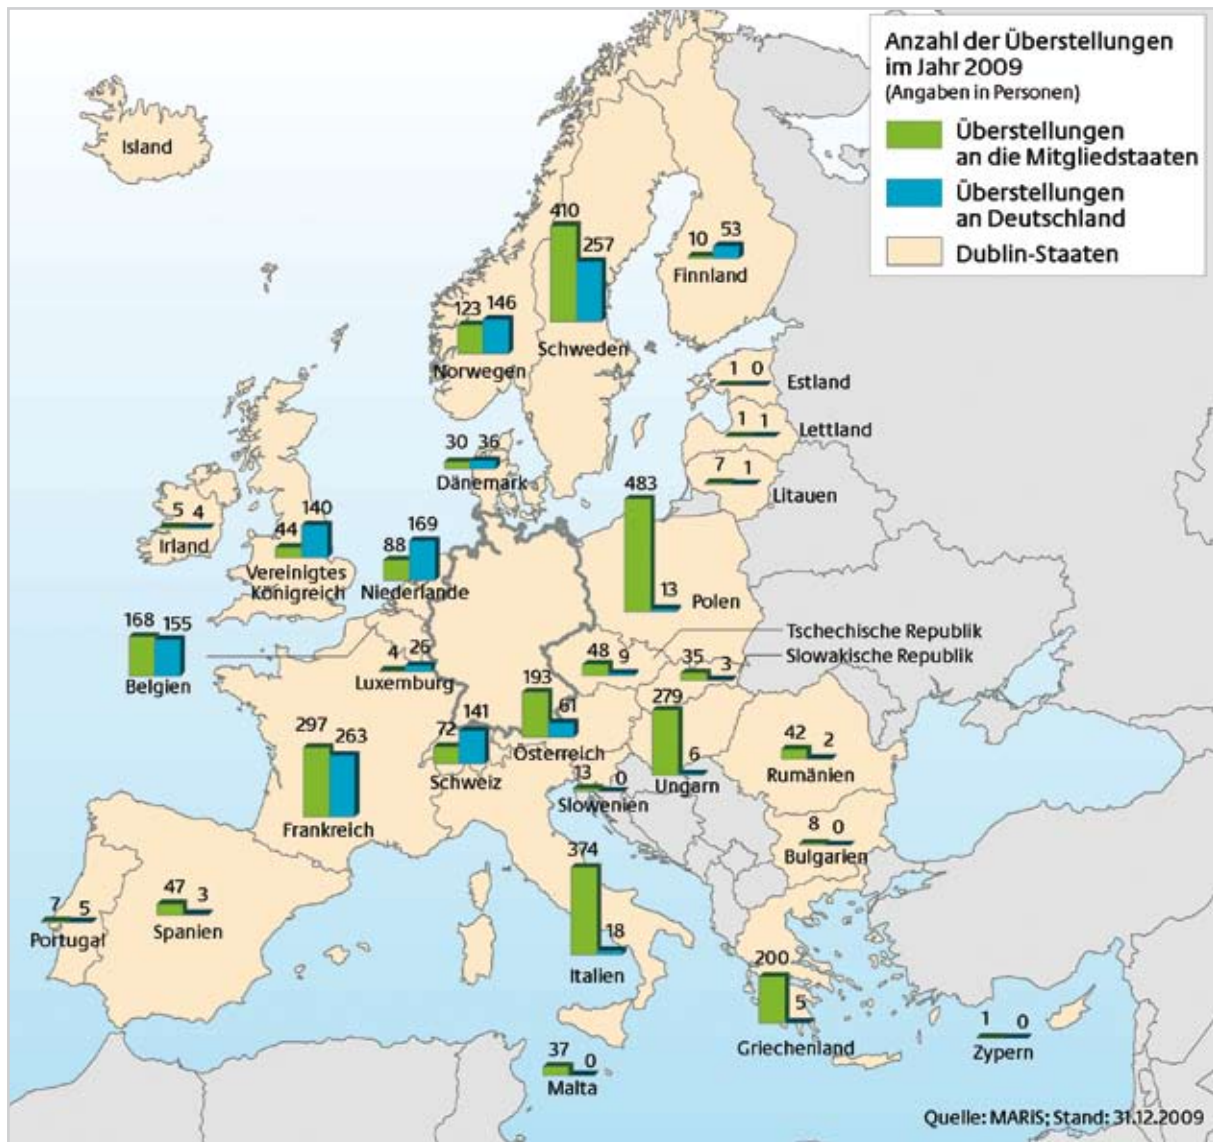 Anzahl der Überstellungen
im Jahr 2009
(Angaben in Personen)
Überstellungen
an die Mitgliedstaaten
Überstellungen
an Deutschland
Dublin-Staaten
Island
410
257
Schweden
10
53
Finnland
123
146
Norwegen
1 0
Estland
1 1
Lettland
7 1
Litauen
30 36
Dänemark
5 4
Irland
44
140
Vereinigtes
Königreich
88
169
Niederlande
483
13
Polen
168 155
Belgien
4 26
Luxemburg
Tschechische Republik
48 9
Slowakische Republik
35 3
193
61
Österreich
72
141
Schweiz
279
6
Ungarn
42 2
Rumänien
297
263
Frankreich
13 0
Slowenien
8 0
Bulgarien
374
18
Italien
7 5
Portugal
47 3
Spanien
200
5
Griechenland
1 0
Zypern
37 0
Malta
Quelle: MARiS; Stand: 31.12.2009